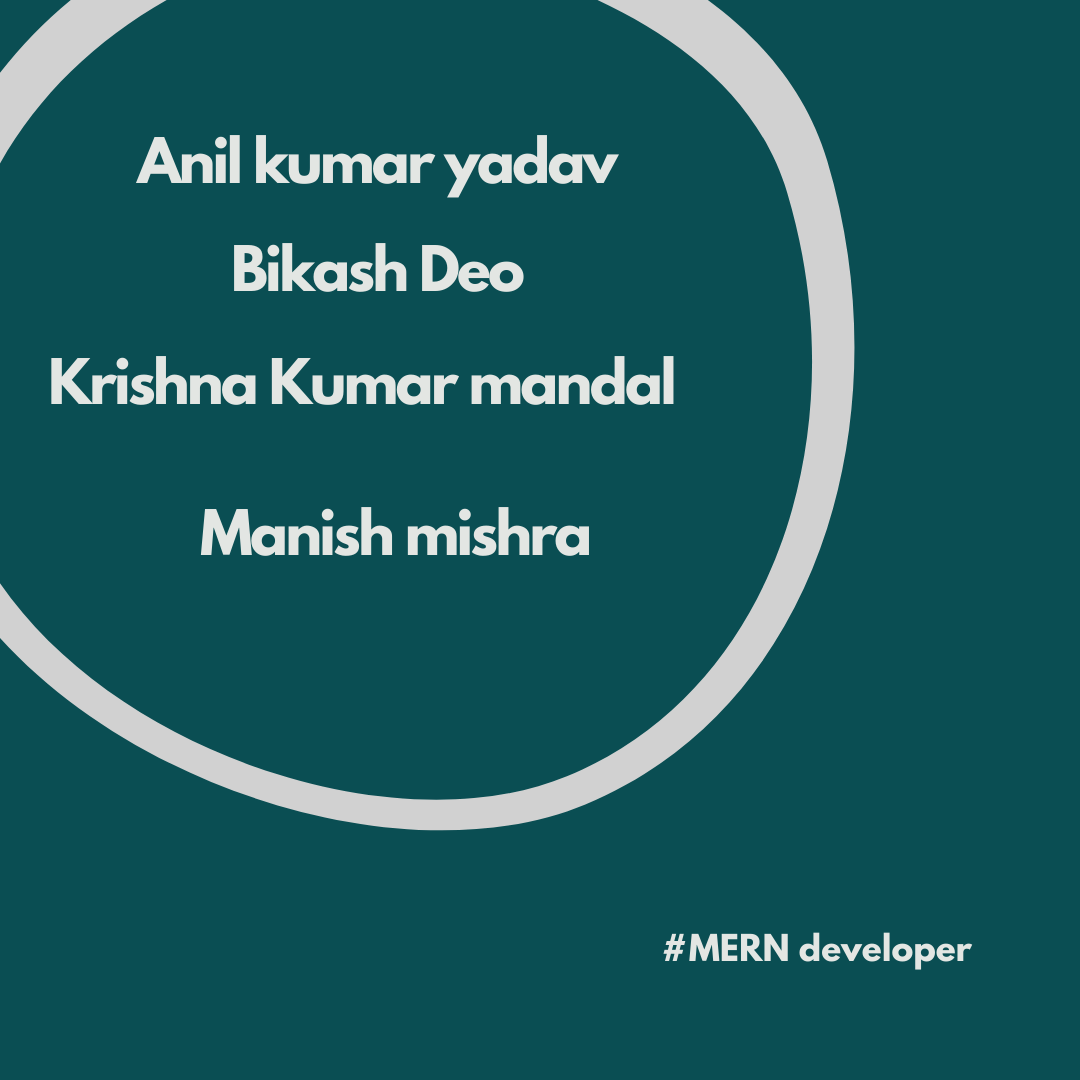 Anil kumar yadav
Bikash Deo
Krishna Kumar mandal
Manish mishra
#MERN developer